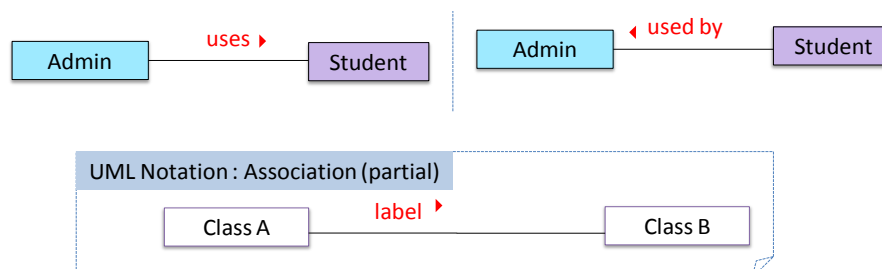 uses
Admin
Student
used by
Admin
Student
UML Notation : Association (partial)
label
Class A
Class B